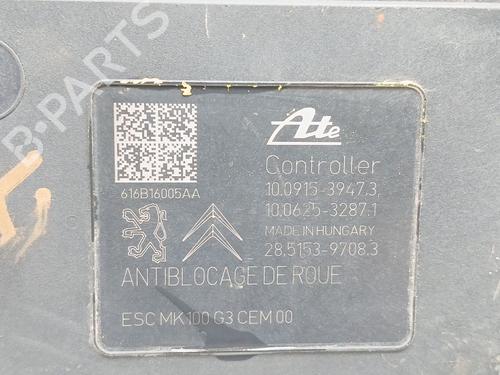 B-PARTS
Ate
Controller
10.0915-3947.3
10.0625-3287.1
MADE IN HUNGARY
28.5153-9708.3
616B16005AA
ANTIBLOCAGE DE ROUE
ESC MK100 G3 CEM 00